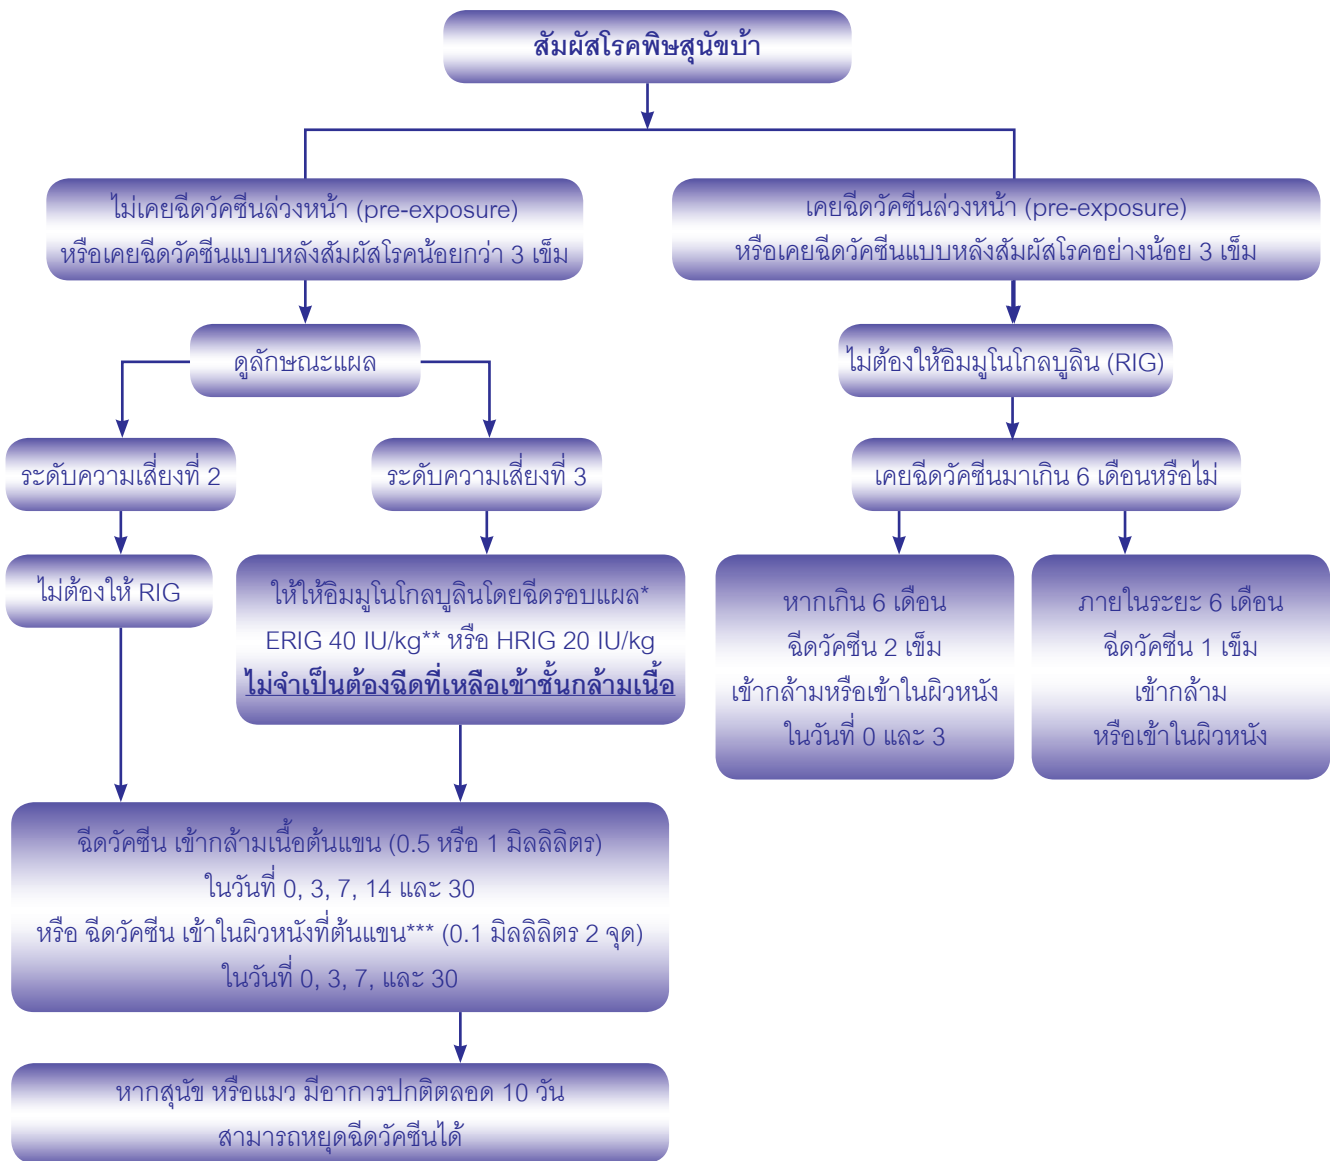 สัมผัสโรคพิษสุนัขบ้า
ไม่เคยฉีดวัคซีนล่วงหน้า (pre-exposure)
หรือเคยฉีดวัคซีนแบบหลังสัมผัสโรคน้อยกว่า 3 เข็ม
เคยฉีดวัคซีนล่วงหน้า (pre-exposure)
หรือเคยฉีดวัคซีนแบบหลังสัมผัสโรคอย่างน้อย 3 เข็ม
ดูลักษณะแผล
ไม่ต้องให้อิมมูโนโกลบูลิน (RIG)
ระดับความเสี่ยงที่ 2
ระดับความเสี่ยงที่ 3
เคยฉีดวัคซีนมาเกิน 6 เดือนหรือไม่
ไม่ต้องให้ RIG
ให้ให้อิมมูโนโกลบูลินโดยฉีดรอบแผล*
ERIG 40 IU/kg** หรือ HRIG 20 IU/kg
ไม่จำเป็นต้องฉีดที่เหลือเข้าชั้นกล้ามเนื้อ
หากเกิน 6 เดือน
ฉีดวัคซีน 2 เข็ม
เข้ากล้ามหรือเข้าในผิวหนัง
ในวันที่ 0 และ 3
ภายในระยะ 6 เดือน
ฉีดวัคซีน 1 เข็ม
เข้ากล้าม
หรือเข้าในผิวหนัง
ฉีดวัคซีน เข้ากล้ามเนื้อต้นแขน (0.5 หรือ 1 มิลลิลิตร)
ในวันที่ 0, 3, 7, 14 และ 30
หรือ ฉีดวัคซีน เข้าในผิวหนังที่ต้นแขน*** (0.1 มิลลิลิตร 2 จุด)
ในวันที่ 0, 3, 7, และ 30
หากสุนัข หรือแมว มีอาการปกติตลอด 10 วัน
สามารถหยุดฉีดวัคซีนได้